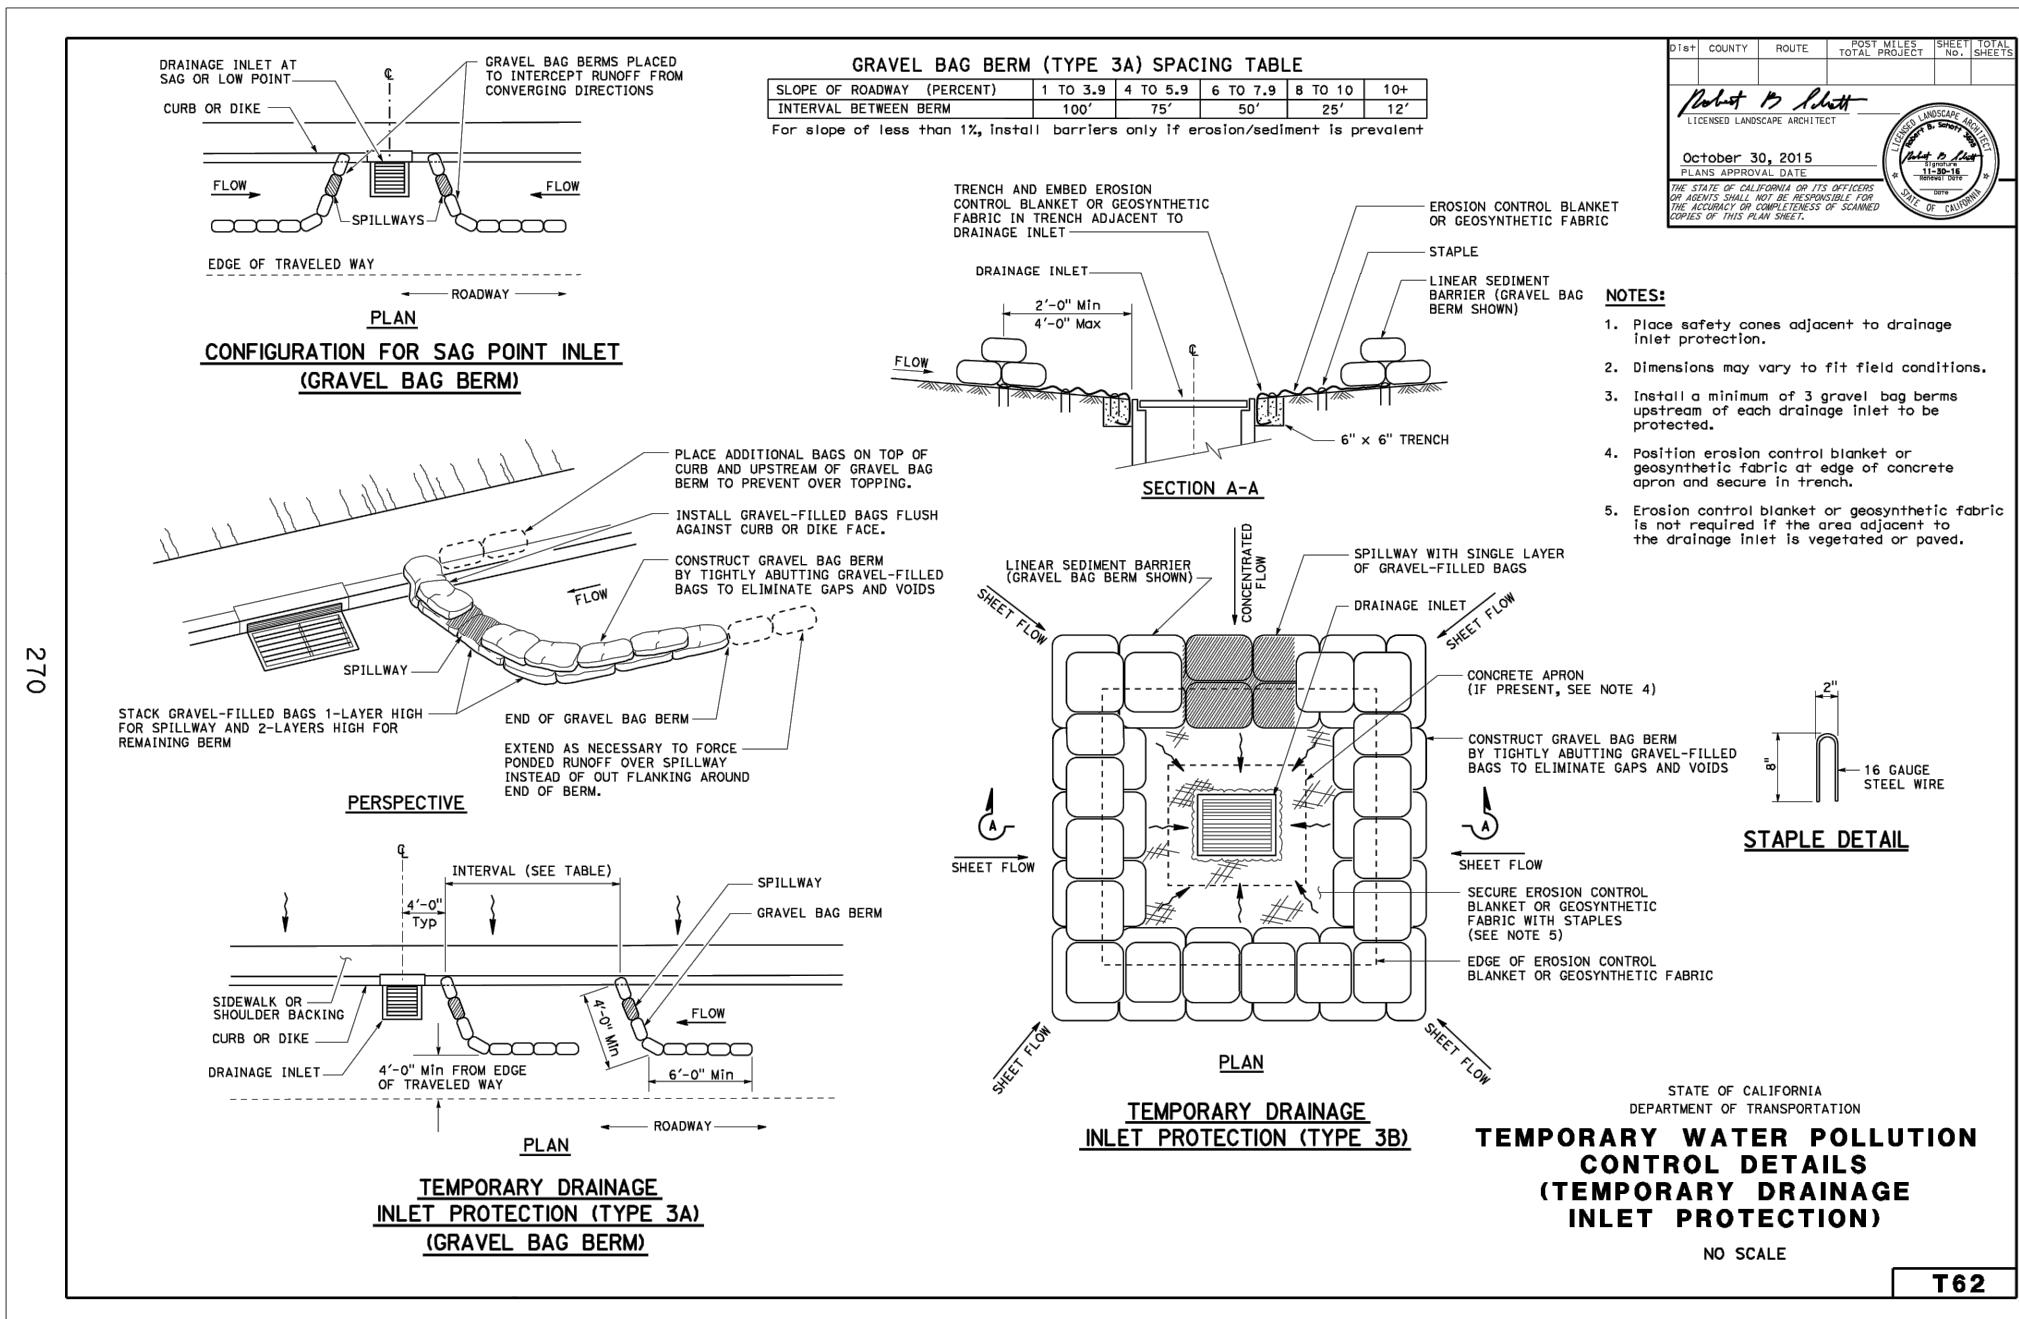 DRAINAGE INLET AT
SAG OR LOW POINT
CURB OR DIKE
℄
GRAVEL BAG BERMS PLACED
TO INTERCEPT RUNOFF FROM
CONVERGING DIRECTIONS
FLOW
FLOW
SPILLWAYS
EDGE OF TRAVELED WAY
ROADWAY
PLAN
CONFIGURATION FOR SAG POINT INLET
(GRAVEL BAG BERM)
GRAVEL BAG BERM (TYPE 3A) SPACING TABLE
SLOPE OF ROADWAY (PERCENT) 1 TO 3.9 4 TO 5.9 6 TO 7.9 8 TO 10 10+
INTERVAL BETWEEN BERM 100' 75' 50' 25' 12'
For slope of less than 1%, install barriers only if erosion/sediment is prevalent
Dist COUNTY ROUTE POST MILES TOTAL PROJECT SHEET No. TOTAL SHEETS
Robert B Schott
LICENSED LANDSCAPE ARCHITECT
October 30, 2015
PLANS APPROVAL DATE
THE STATE OF CALIFORNIA OR ITS OFFICERS
OR AGENTS SHALL NOT BE RESPONSIBLE FOR
THE ACCURACY OR COMPLETENESS OF SCANNED
COPIES OF THIS PLAN SHEET.
LICENSED LANDSCAPE ARCHITECT
Robert B. Schott
Robert B Schott
Signature
11-30-16
Renewal Date
Date
STATE OF CALIFORNIA
TRENCH AND EMBED EROSION
CONTROL BLANKET OR GEOSYNTHETIC
FABRIC IN TRENCH ADJACENT TO
DRAINAGE INLET
DRAINAGE INLET
2'-0" Min
4'-0" Max
FLOW
℄
EROSION CONTROL BLANKET
OR GEOSYNTHETIC FABRIC
STAPLE
LINEAR SEDIMENT
BARRIER (GRAVEL BAG
BERM SHOWN)
6" x 6" TRENCH
SECTION A-A
NOTES:
1. Place safety cones adjacent to drainage
inlet protection.
2. Dimensions may vary to fit field conditions.
3. Install a minimum of 3 gravel bag berms
upstream of each drainage inlet to be
protected.
4. Position erosion control blanket or
geosynthetic fabric at edge of concrete
apron and secure in trench.
5. Erosion control blanket or geosynthetic fabric
is not required if the area adjacent to
the drainage inlet is vegetated or paved.
PLACE ADDITIONAL BAGS ON TOP OF
CURB AND UPSTREAM OF GRAVEL BAG
BERM TO PREVENT OVER TOPPING.
INSTALL GRAVEL-FILLED BAGS FLUSH
AGAINST CURB OR DIKE FACE.
CONSTRUCT GRAVEL BAG BERM
BY TIGHTLY ABUTTING GRAVEL-FILLED
BAGS TO ELIMINATE GAPS AND VOIDS
FLOW
SPILLWAY
STACK GRAVEL-FILLED BAGS 1-LAYER HIGH
FOR SPILLWAY AND 2-LAYERS HIGH FOR
REMAINING BERM
END OF GRAVEL BAG BERM
EXTEND AS NECESSARY TO FORCE
PONDED RUNOFF OVER SPILLWAY
INSTEAD OF OUT FLANKING AROUND
END OF BERM.
PERSPECTIVE
270
℄
INTERVAL (SEE TABLE)
4'-0"
Typ
SPILLWAY
GRAVEL BAG BERM
SIDEWALK OR
SHOULDER BACKING
CURB OR DIKE
DRAINAGE INLET
4'-0" Min
FLOW
4'-0" Min FROM EDGE
OF TRAVELED WAY
6'-0" Min
ROADWAY
PLAN
TEMPORARY DRAINAGE
INLET PROTECTION (TYPE 3A)
(GRAVEL BAG BERM)
LINEAR SEDIMENT BARRIER
(GRAVEL BAG BERM SHOWN)
CONCENTRATED
FLOW
SPILLWAY WITH SINGLE LAYER
OF GRAVEL-FILLED BAGS
DRAINAGE INLET
SHEET FLOW
SHEET FLOW
CONCRETE APRON
(IF PRESENT, SEE NOTE 4)
CONSTRUCT GRAVEL BAG BERM
BY TIGHTLY ABUTTING GRAVEL-FILLED
BAGS TO ELIMINATE GAPS AND VOIDS
A
A
SHEET FLOW
SHEET FLOW
SECURE EROSION CONTROL
BLANKET OR GEOSYNTHETIC
FABRIC WITH STAPLES
(SEE NOTE 5)
EDGE OF EROSION CONTROL
BLANKET OR GEOSYNTHETIC FABRIC
SHEET FLOW
SHEET FLOW
PLAN
TEMPORARY DRAINAGE
INLET PROTECTION (TYPE 3B)
2"
8"
16 GAUGE
STEEL WIRE
STAPLE DETAIL
STATE OF CALIFORNIA
DEPARTMENT OF TRANSPORTATION
TEMPORARY WATER POLLUTION
CONTROL DETAILS
(TEMPORARY DRAINAGE
INLET PROTECTION)
NO SCALE
T62